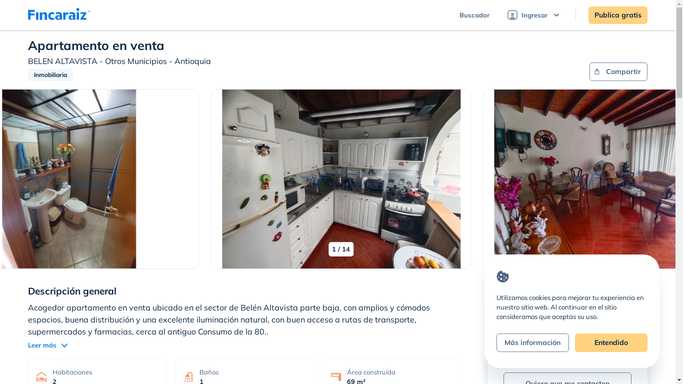 Fincaraiz
Buscador
Ingresar
Publica gratis
Apartamento en venta
BELEN ALTAVISTA - Otros Municipios - Antioquia
Inmobiliaria
Compartir
1 / 14
Descripción general
Acogedor apartamento en venta ubicado en el sector de Belén Altavista parte baja, con amplios y cómodos
espacios, buena distribución y una excelente iluminación natural, con buen acceso a rutas de transporte,
supermercados y farmacias, cerca al antiguo Consumo de la 80..
Leer más
Habitaciones
2
Baños
1
Área construida
69 m²
Utilizamos cookies para mejorar tu experiencia en
nuestro sitio web. Al continuar en el sitio
consideramos que aceptas su uso.
Más información
Entendido
Quiero que me contacten